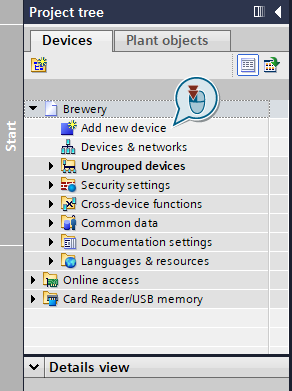 Project tree
Devices
Plant objects
Start
Brewery
Add new device
Devices & networks
Ungrouped devices
Security settings
Cross-device functions
Common data
Documentation settings
Languages & resources
Online access
Card Reader/USB memory
Details view